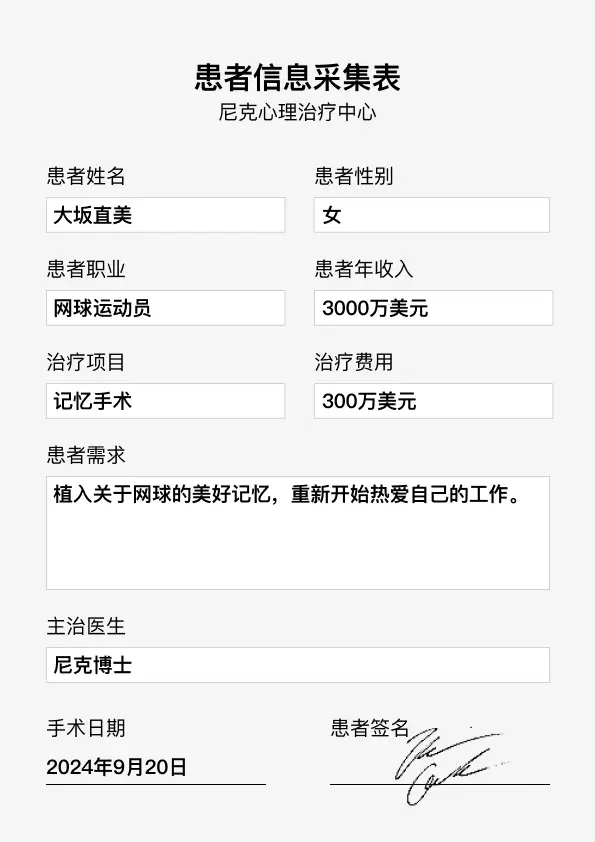 患者信息采集表
尼克心理治疗中心
患者姓名
患者性别
大坂直美
女
患者职业
患者年收入
网球运动员
3000万美元
治疗项目
治疗费用
记忆手术
300万美元
患者需求
植入关于网球的美好记忆，重新开始热爱自己的工作。
主治医生
尼克博士
手术日期
患者签名
2024年9月20日